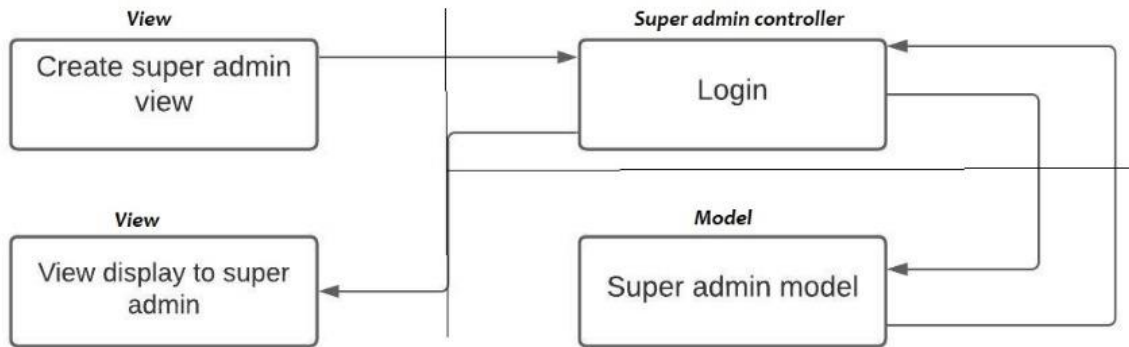 View
Create super admin
view
Super admin controller
Login
View
View display to super
admin
Model
Super admin model